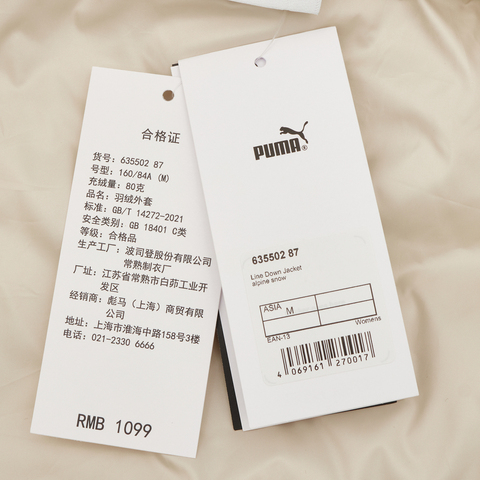 合格证
货号: 635502 87
号型: 160/84A (M)
充绒量: 80克
品名: 羽绒外套
标准: GB/T 14272-2021
安全类别: GB 18401 C类
等级: 合格品
生产工厂: 波司登股份有限公司
常熟制衣厂
厂址: 江苏省常熟市白茆工业开
发区
经销商: 彪马（上海）商贸有限
公司
地址: 上海市淮海中路158号3楼
电话: 021-2330 6666
RMB 1099
PUMA®
635502 87
Line Down Jacket
alpine snow
ASIA
M
Womens
EAN-13
4 069161 270017